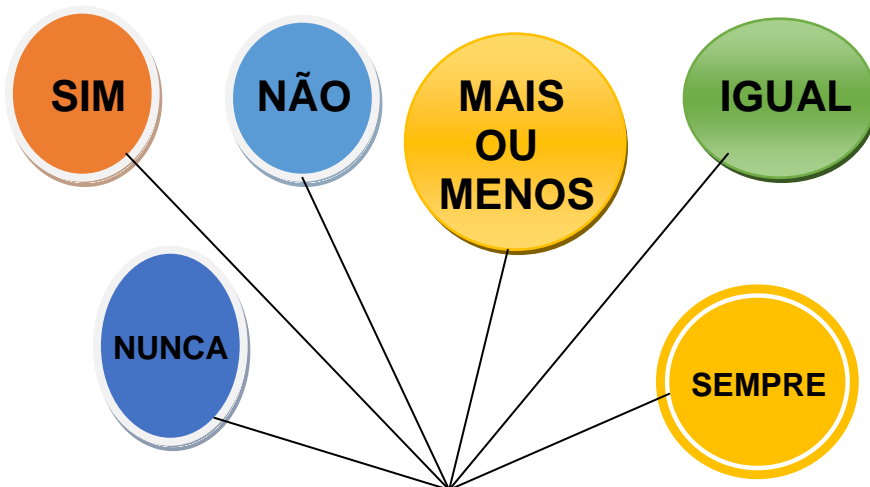 SIM
NÃO
MAIS
OU
MENOS
IGUAL
NUNCA
SEMPRE